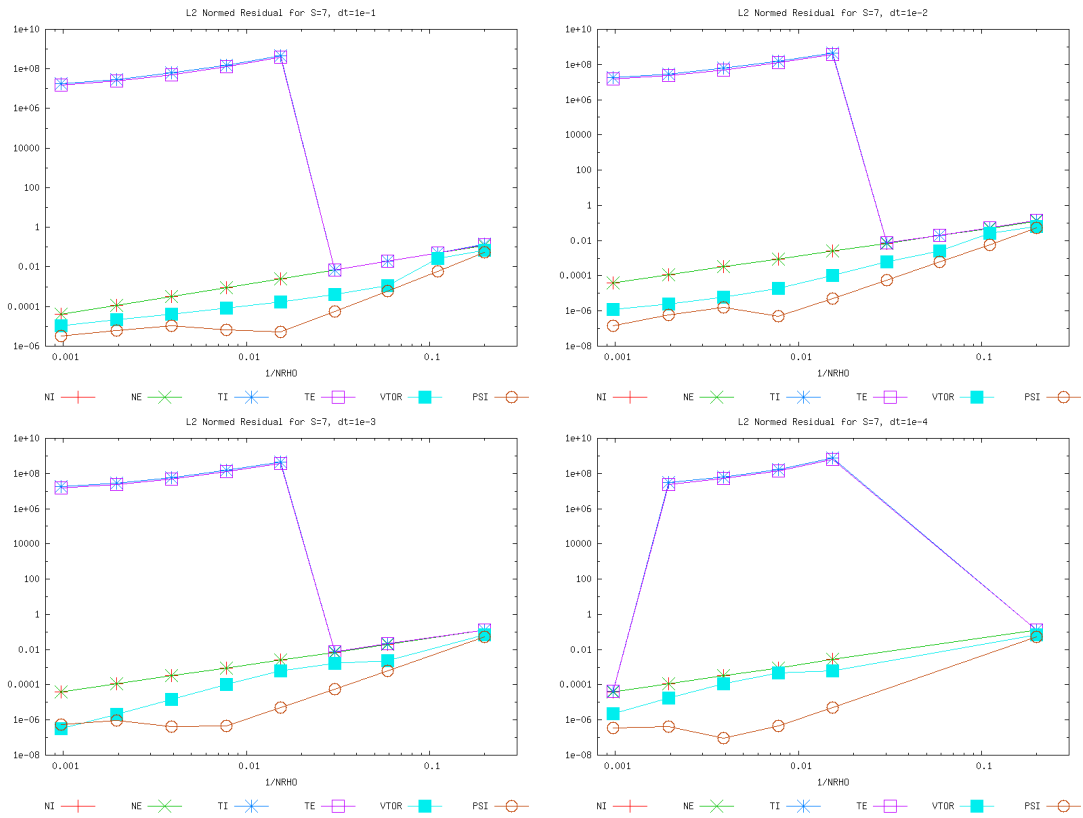 L2 Normed Residual for S=7, dt=1e-1
1e+10
1e+08
1e+06
10000
100
1
0.01
0.0001
1e-06
0.001 0.01 0.1
1/NRHO
NI NE TI TE VTOR PSI
L2 Normed Residual for S=7, dt=1e-2
1e+10
1e+08
1e+06
10000
100
1
0.01
0.0001
1e-06
1e-08
0.001 0.01 0.1
1/NRHO
NI NE TI TE VTOR PSI
L2 Normed Residual for S=7, dt=1e-3
1e+10
1e+08
1e+06
10000
100
1
0.01
0.0001
1e-06
1e-08
0.001 0.01 0.1
1/NRHO
NI NE TI TE VTOR PSI
L2 Normed Residual for S=7, dt=1e-4
1e+10
1e+08
1e+06
10000
100
1
0.01
0.0001
1e-06
1e-08
0.001 0.01 0.1
1/NRHO
NI NE TI TE VTOR PSI